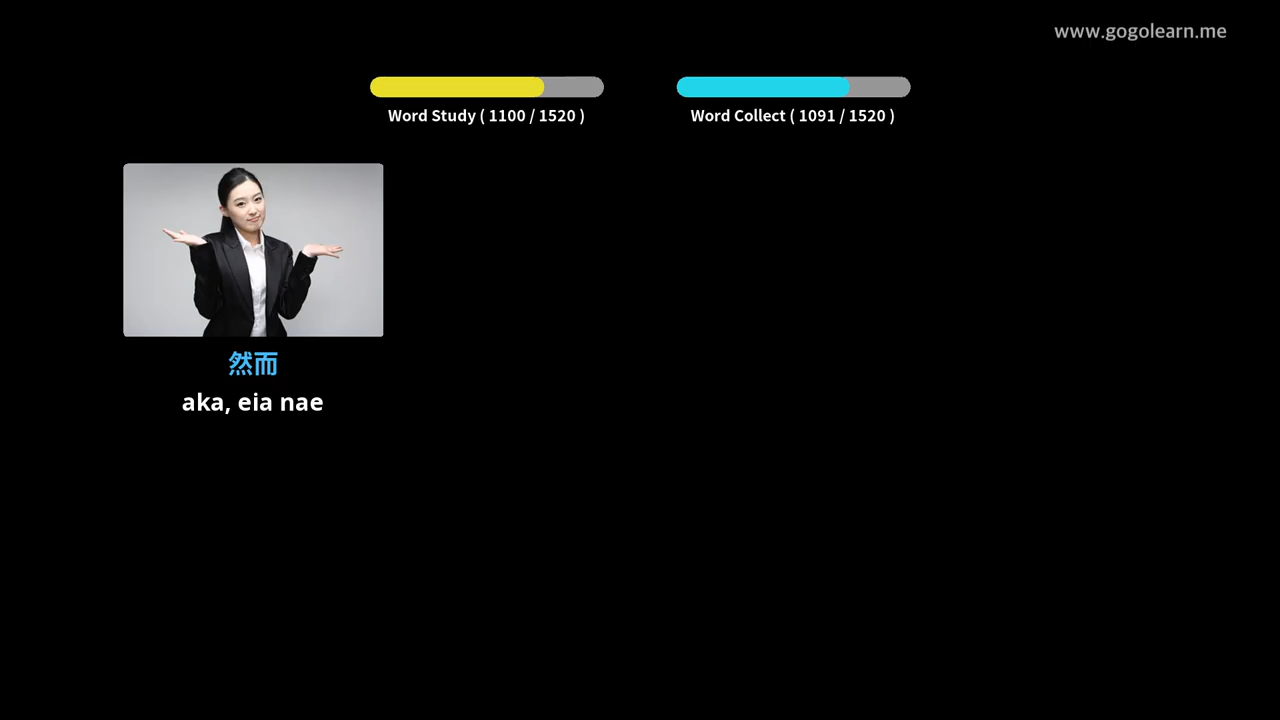 www.gogolearn.me
Word Study ( 1100 / 1520 )
Word Collect ( 1091 / 1520 )
然而
aka, eia nae